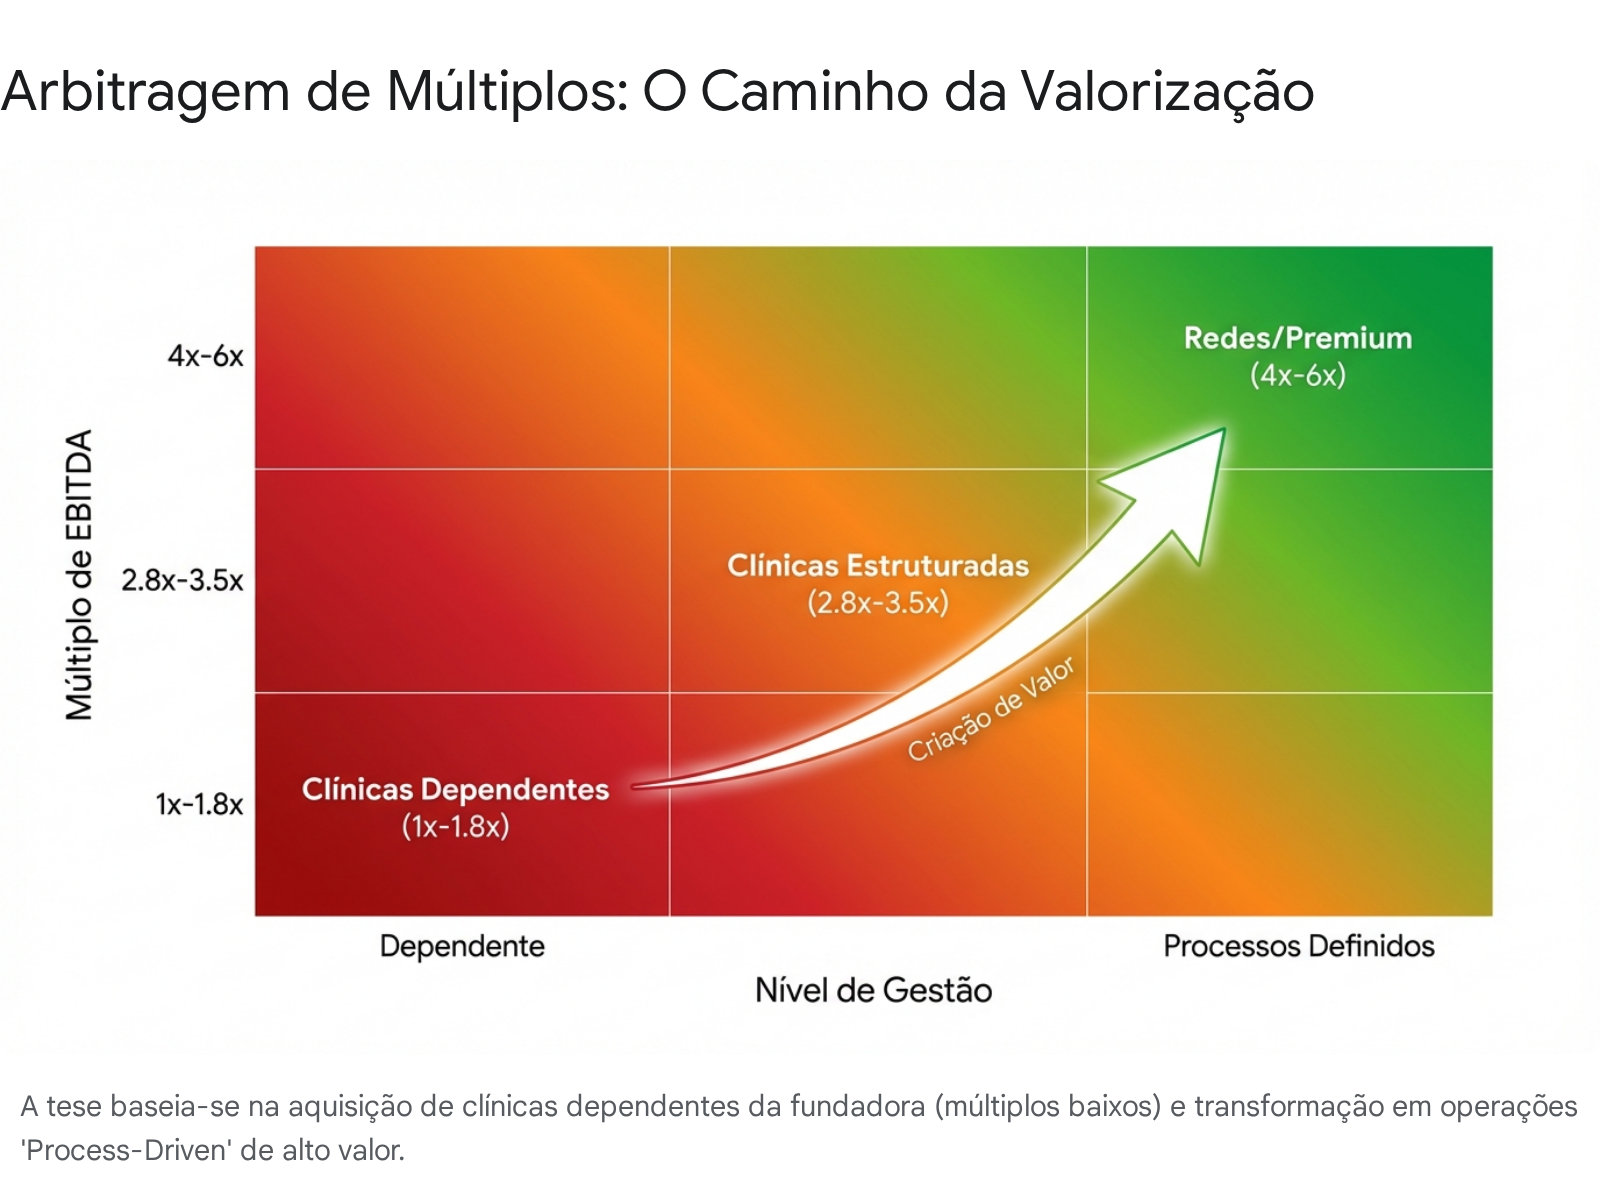 Arbitragem de Múltiplos: O Caminho da Valorização
4x-6x
Redes/Premium
(4x-6x)
Múltiplo de EBITDA
2.8x-3.5x
Clínicas Estruturadas
(2.8x-3.5x)
Criação de Valor
1x-1.8x
Clínicas Dependentes
(1x-1.8x)
Dependente
Processos Definidos
Nível de Gestão
A tese baseia-se na aquisição de clínicas dependentes da fundadora (múltiplos baixos) e transformação em operações
'Process-Driven' de alto valor.